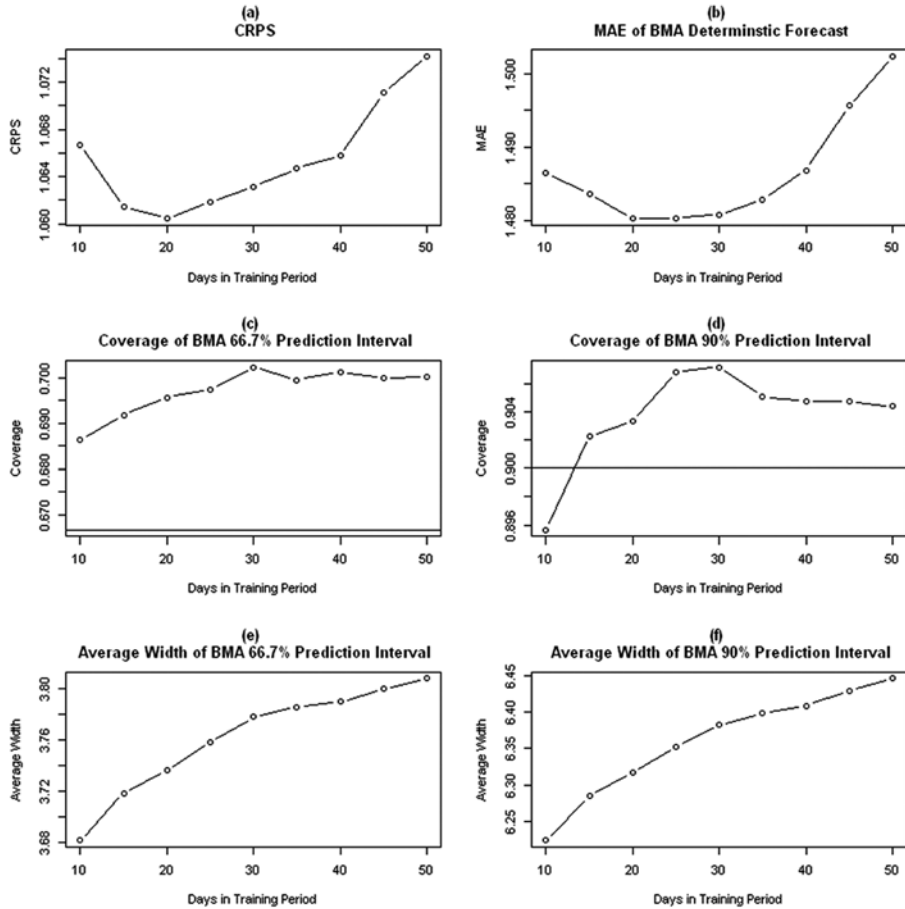 (a)
CRPS
CRPS
1.072
1.068
1.064
1.060
10 20 30 40 50
Days in Training Period
(b)
MAE of BMA Determinstic Forecast
MAE
1.500
1.490
1.480
10 20 30 40 50
Days in Training Period
(c)
Coverage of BMA 66.7% Prediction Interval
Coverage
0.700
0.690
0.680
0.670
10 20 30 40 50
Days in Training Period
(d)
Coverage of BMA 90% Prediction Interval
Coverage
0.904
0.900
0.896
10 20 30 40 50
Days in Training Period
(e)
Average Width of BMA 66.7% Prediction Interval
Average Width
3.80
3.76
3.72
3.68
10 20 30 40 50
Days in Training Period
(f)
Average Width of BMA 90% Prediction Interval
Average Width
6.45
6.40
6.35
6.30
6.25
10 20 30 40 50
Days in Training Period